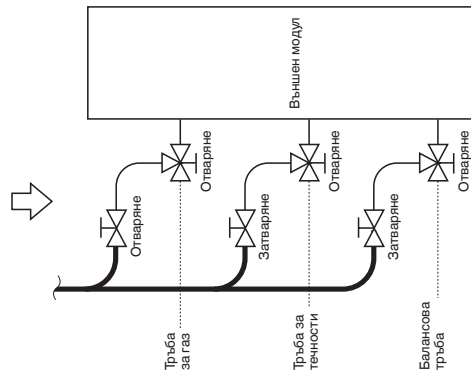 Външен модул
Отваряне
Отваряне
Тръба
за газ
Затваряне
Отваряне
Тръба за
течности
Затваряне
Отваряне
Балансова
тръба